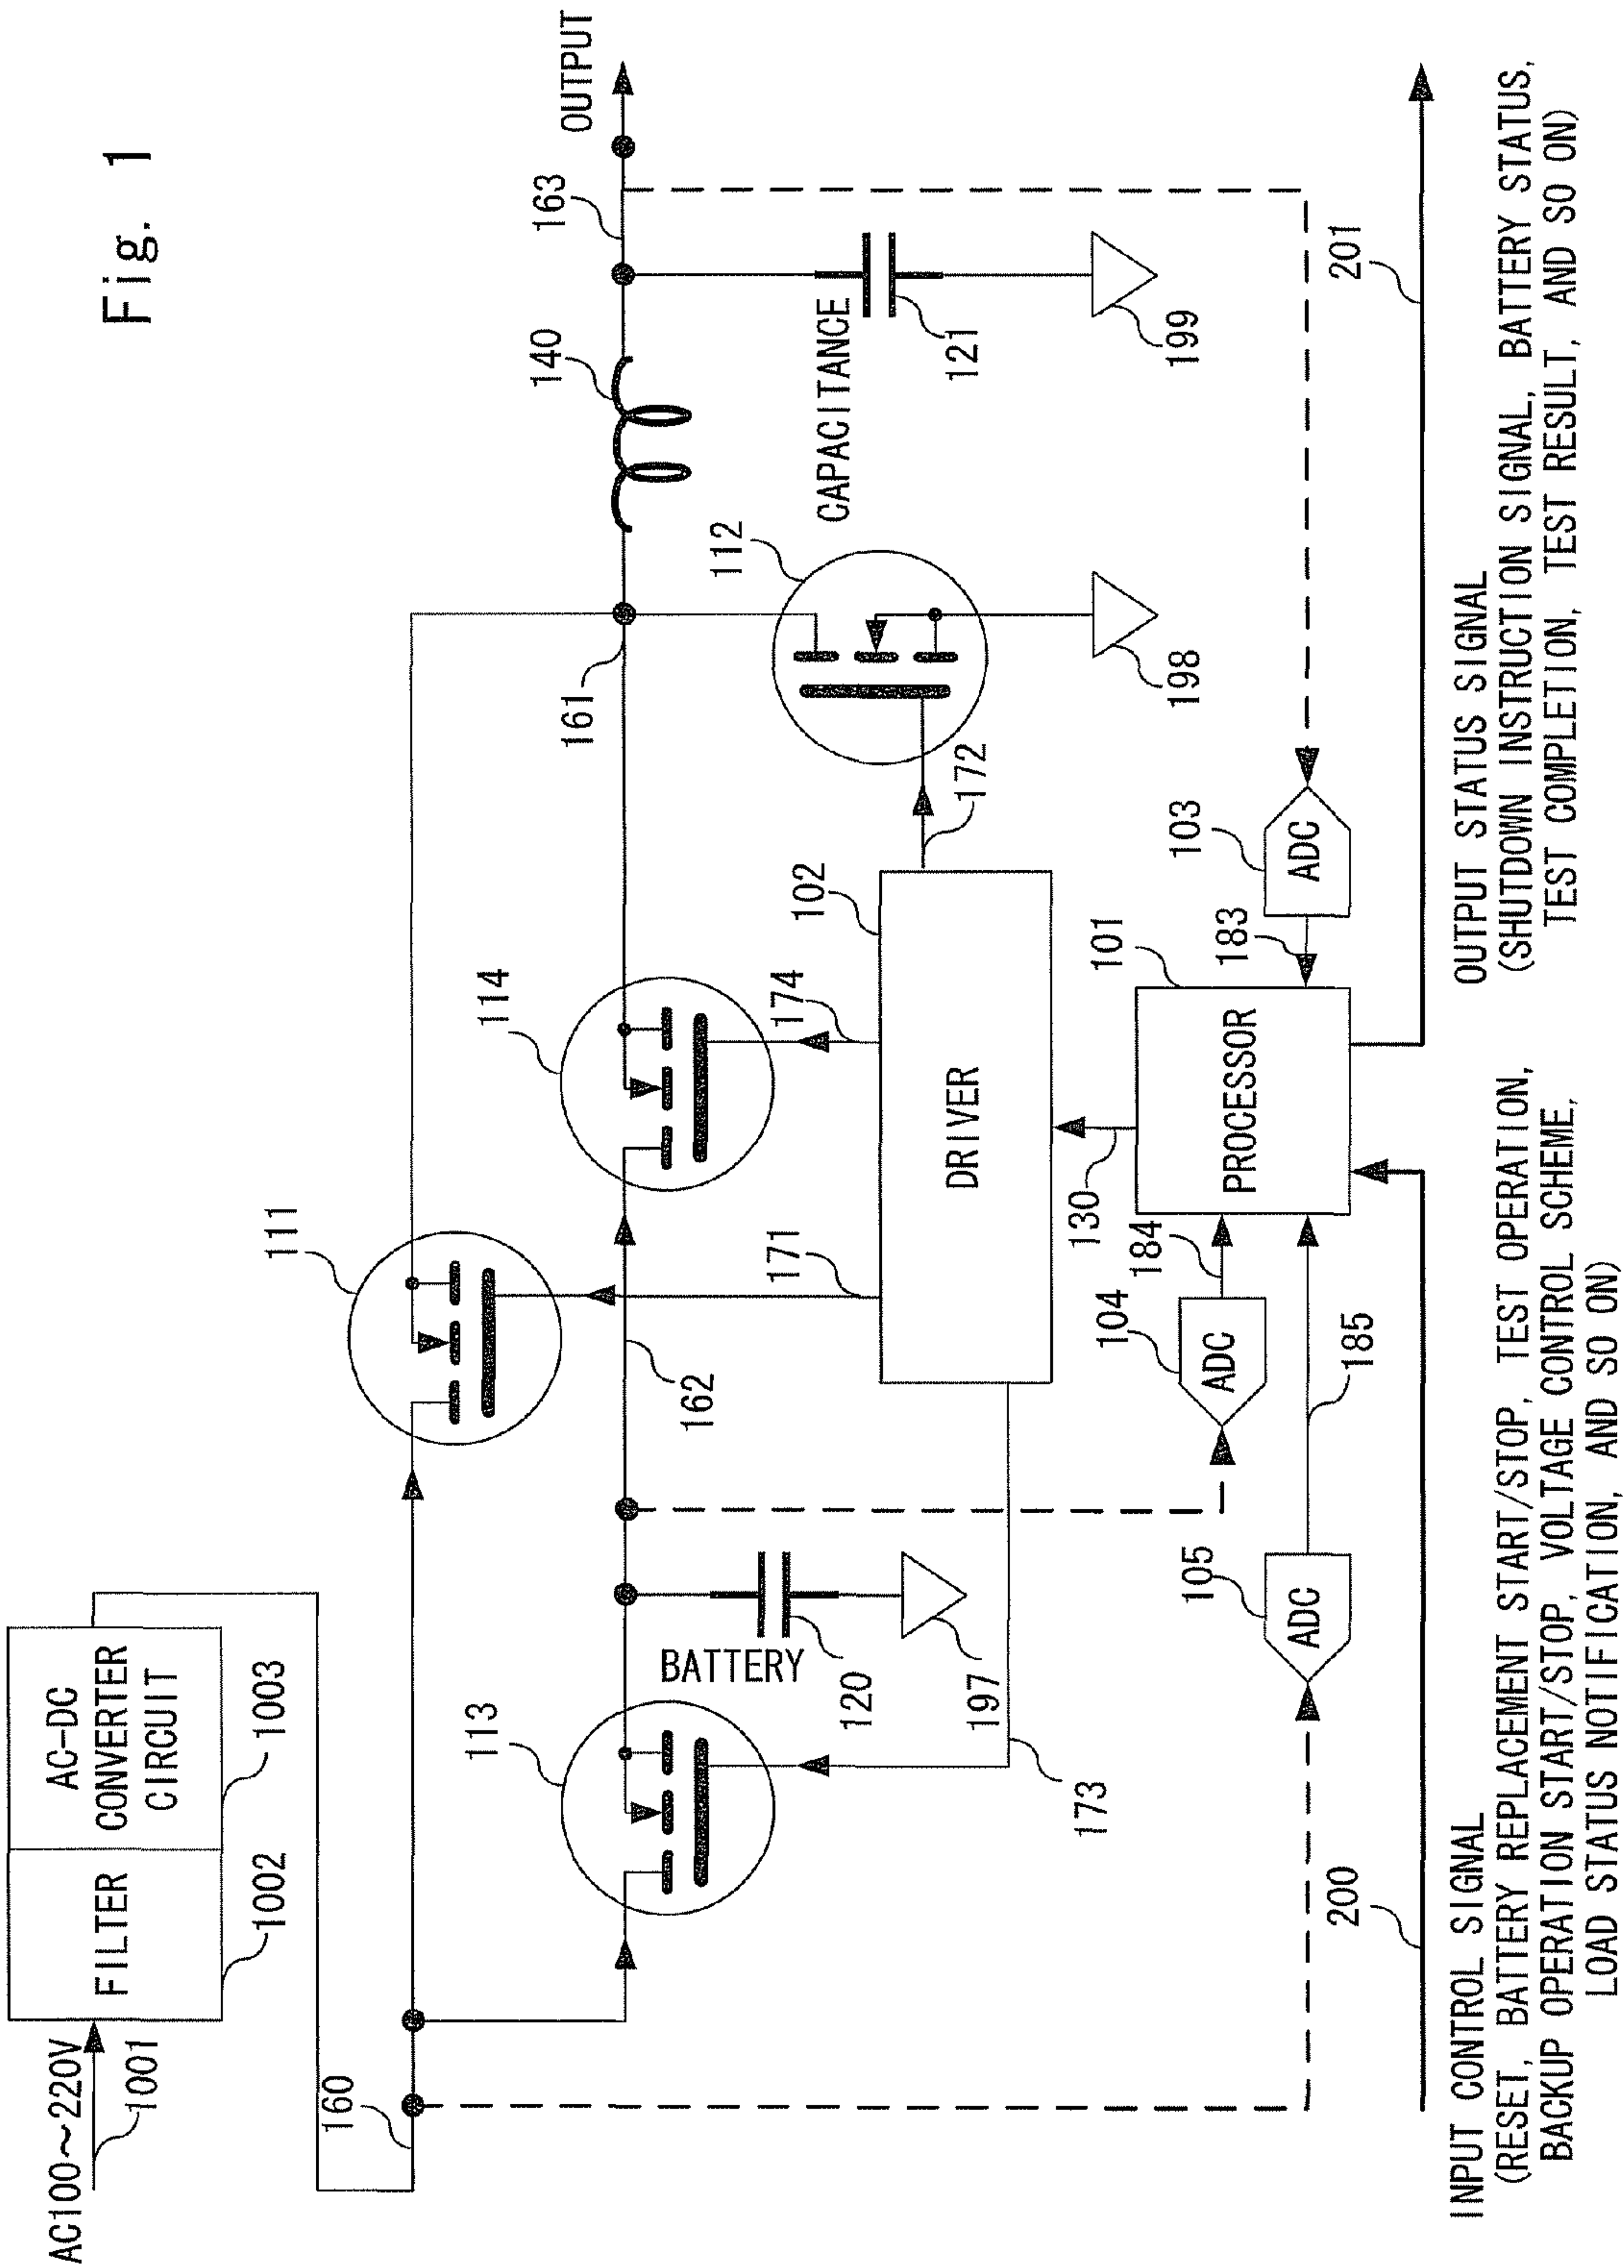 Fig. 1
AC100~220V
1001
FILTER
1002
AC-DC
CONVERTER
CIRCUIT
1003
160
111
113
BATTERY
120
197
162
171
114
174
161
112
140
163
OUTPUT
CAPACITANCE
121
199
198
172
102
DRIVER
173
130
101
PROCESSOR
184
104
ADC
105
ADC
185
183
103
ADC
200
201
INPUT CONTROL SIGNAL
(RESET, BATTERY REPLACEMENT START/STOP, TEST OPERATION,
BACKUP OPERATION START/STOP, VOLTAGE CONTROL SCHEME,
LOAD STATUS NOTIFICATION, AND SO ON)
OUTPUT STATUS SIGNAL
(SHUTDOWN INSTRUCTION SIGNAL, BATTERY STATUS,
TEST COMPLETION, TEST RESULT, AND SO ON)